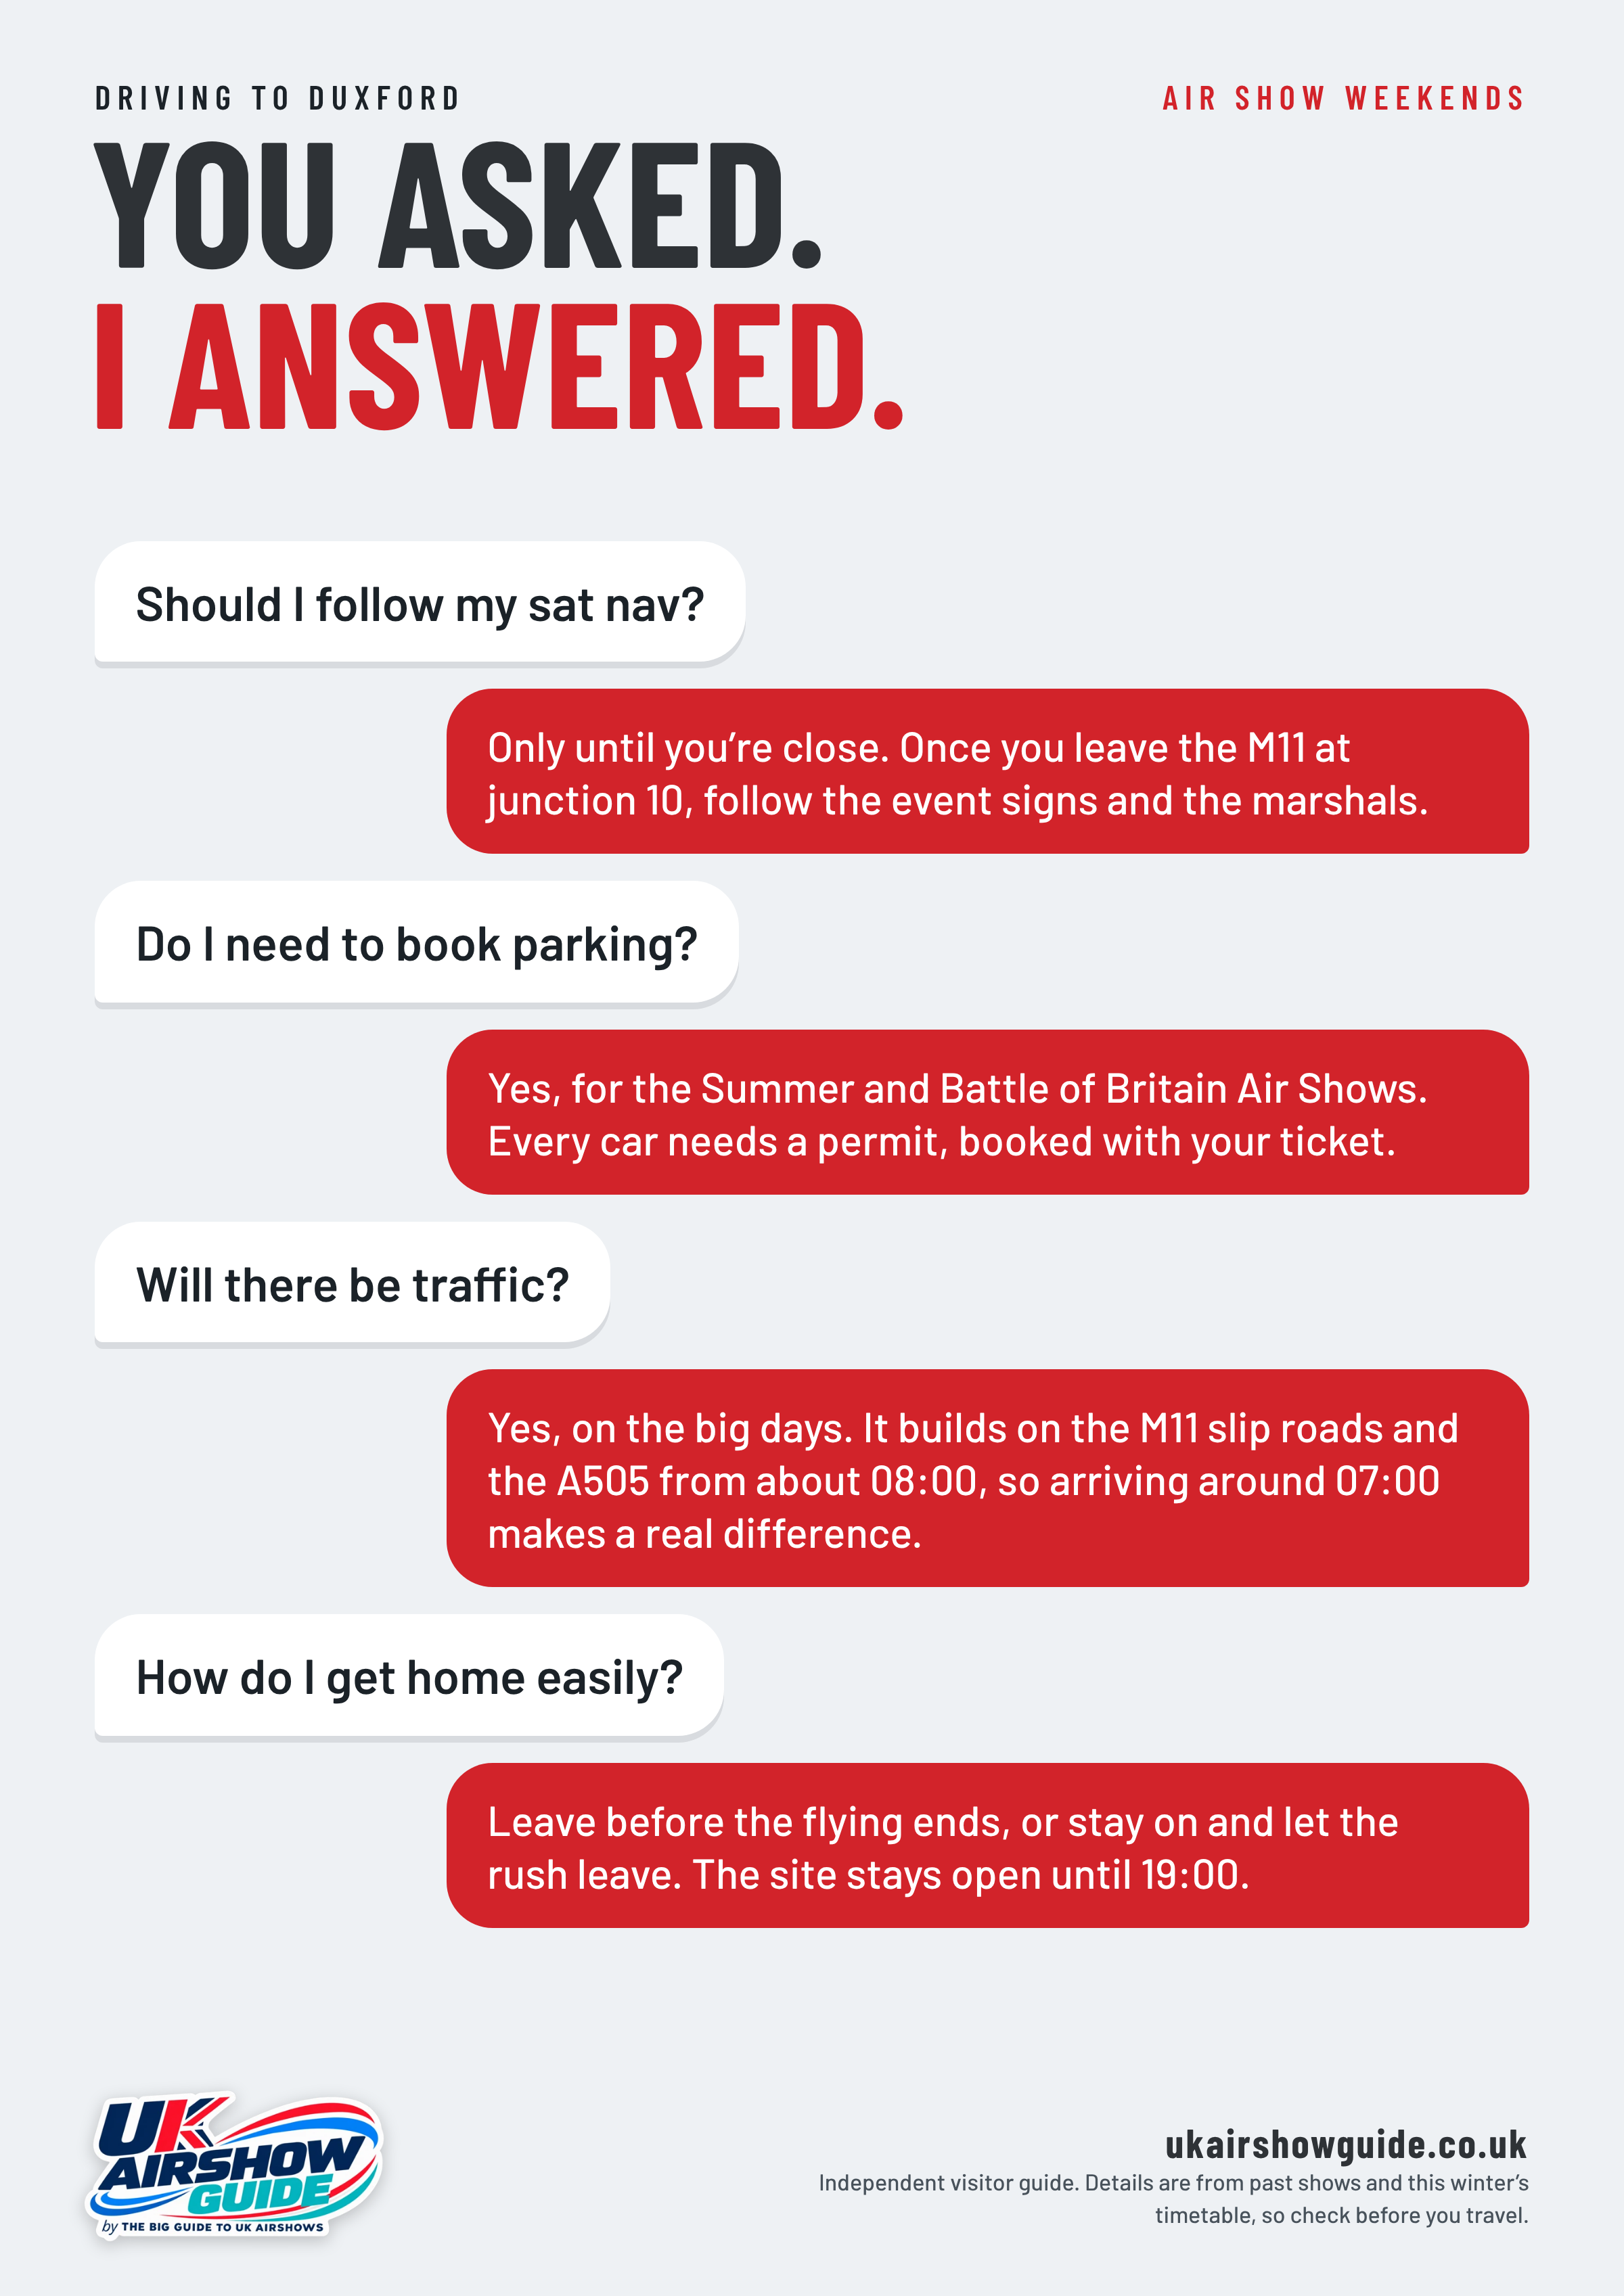 DRIVING TO DUXFORD
AIR SHOW WEEKENDS
YOU ASKED.
I ANSWERED.
Should I follow my sat nav?
Only until you’re close. Once you leave the M11 at
junction 10, follow the event signs and the marshals.
Do I need to book parking?
Yes, for the Summer and Battle of Britain Air Shows.
Every car needs a permit, booked with your ticket.
Will there be traffic?
Yes, on the big days. It builds on the M11 slip roads and
the A505 from about 08:00, so arriving around 07:00
makes a real difference.
How do I get home easily?
Leave before the flying ends, or stay on and let the
rush leave. The site stays open until 19:00.
UK
AIRSHOW
GUIDE
by THE BIG GUIDE TO UK AIRSHOWS
ukairshowguide.co.uk
Independent visitor guide. Details are from past shows and this winter’s
timetable, so check before you travel.